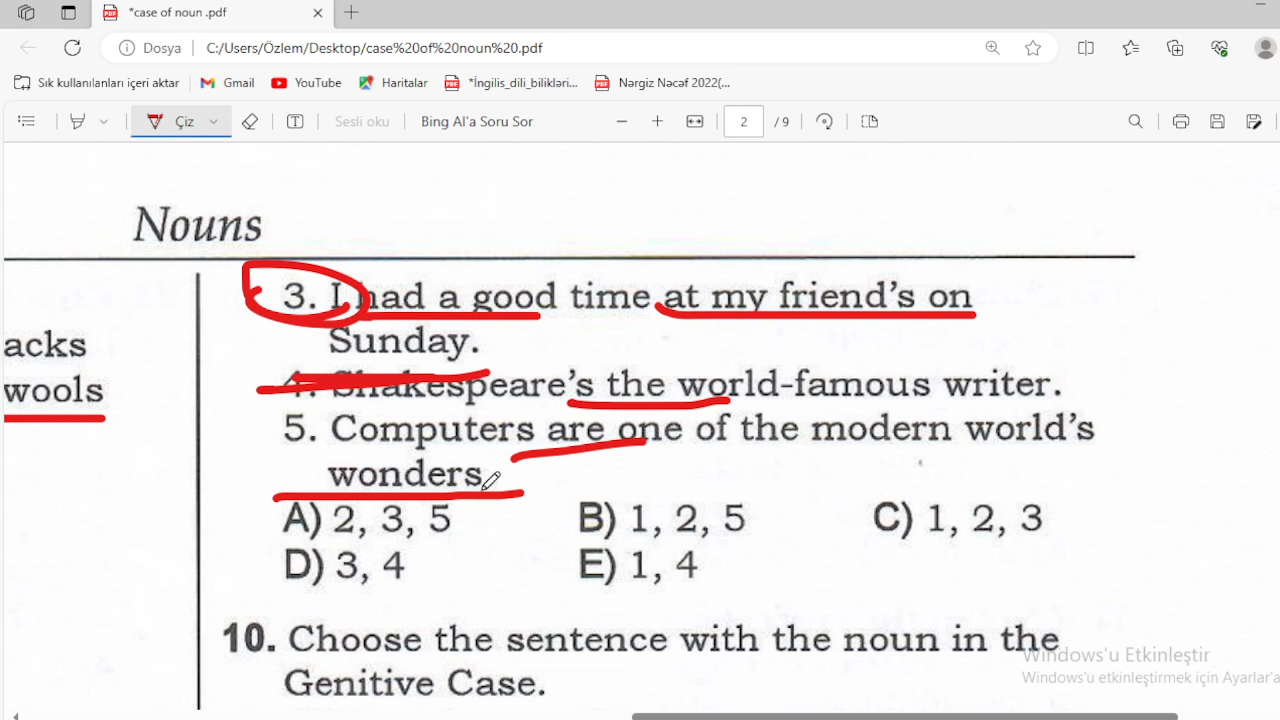 *case of noun .pdf
Dosya C:/Users/Özlem/Desktop/case%20of%20noun%20.pdf
Sık kullanılanları içeri aktar Gmail YouTube Haritalar *İngilis_dili_bilikləri... Nərgiz Nəcəf 2022(...
Çiz Sesli oku Bing AI'a Soru Sor 2 / 9
Nouns
acks
wools
3. I had a good time at my friend's on
Sunday.
4. Shakespeare's the world-famous writer.
5. Computers are one of the modern world's
wonders.
A) 2, 3, 5 B) 1, 2, 5 C) 1, 2, 3
D) 3, 4 E) 1, 4
10. Choose the sentence with the noun in the
Genitive Case.
Windows'u Etkinleştir
Windows'u etkinleştirmek için Ayarlar'a